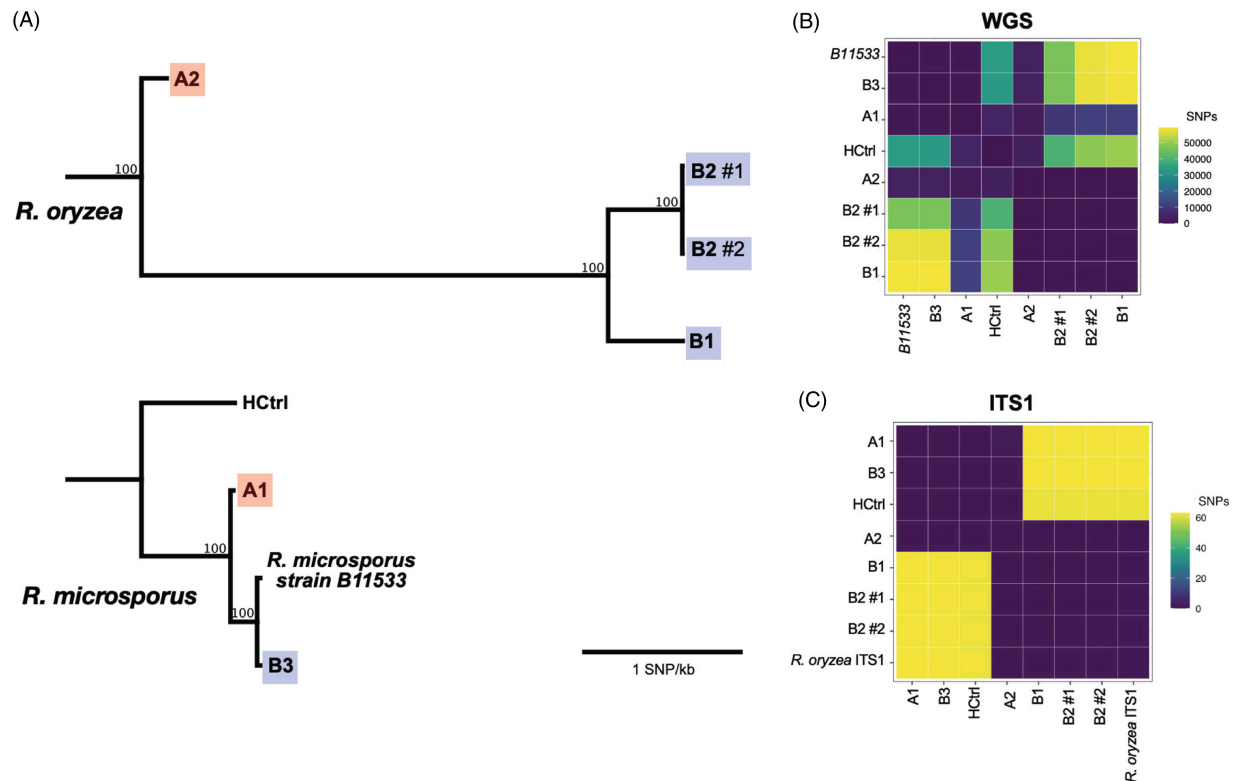 (A)
A2
100
R. oryzea
B2 #1
100
B2 #2
100
B1
HCtrl
A1
100
R. microsporus
strain B11533
R. microsporus
100
B3
1 SNP/kb
(B)
WGS
B11533
B3
A1
HCtrl
A2
B2 #1
B2 #2
B1
B11533
B3
A1
HCtrl
A2
B2 #1
B2 #2
B1
SNPs
50000
40000
30000
20000
10000
0
(C)
ITS1
A1
B3
HCtrl
A2
B1
B2 #1
B2 #2
R. oryzea ITS1
A1
B3
HCtrl
A2
B1
B2 #1
B2 #2
R. oryzea ITS1
SNPs
60
40
20
0